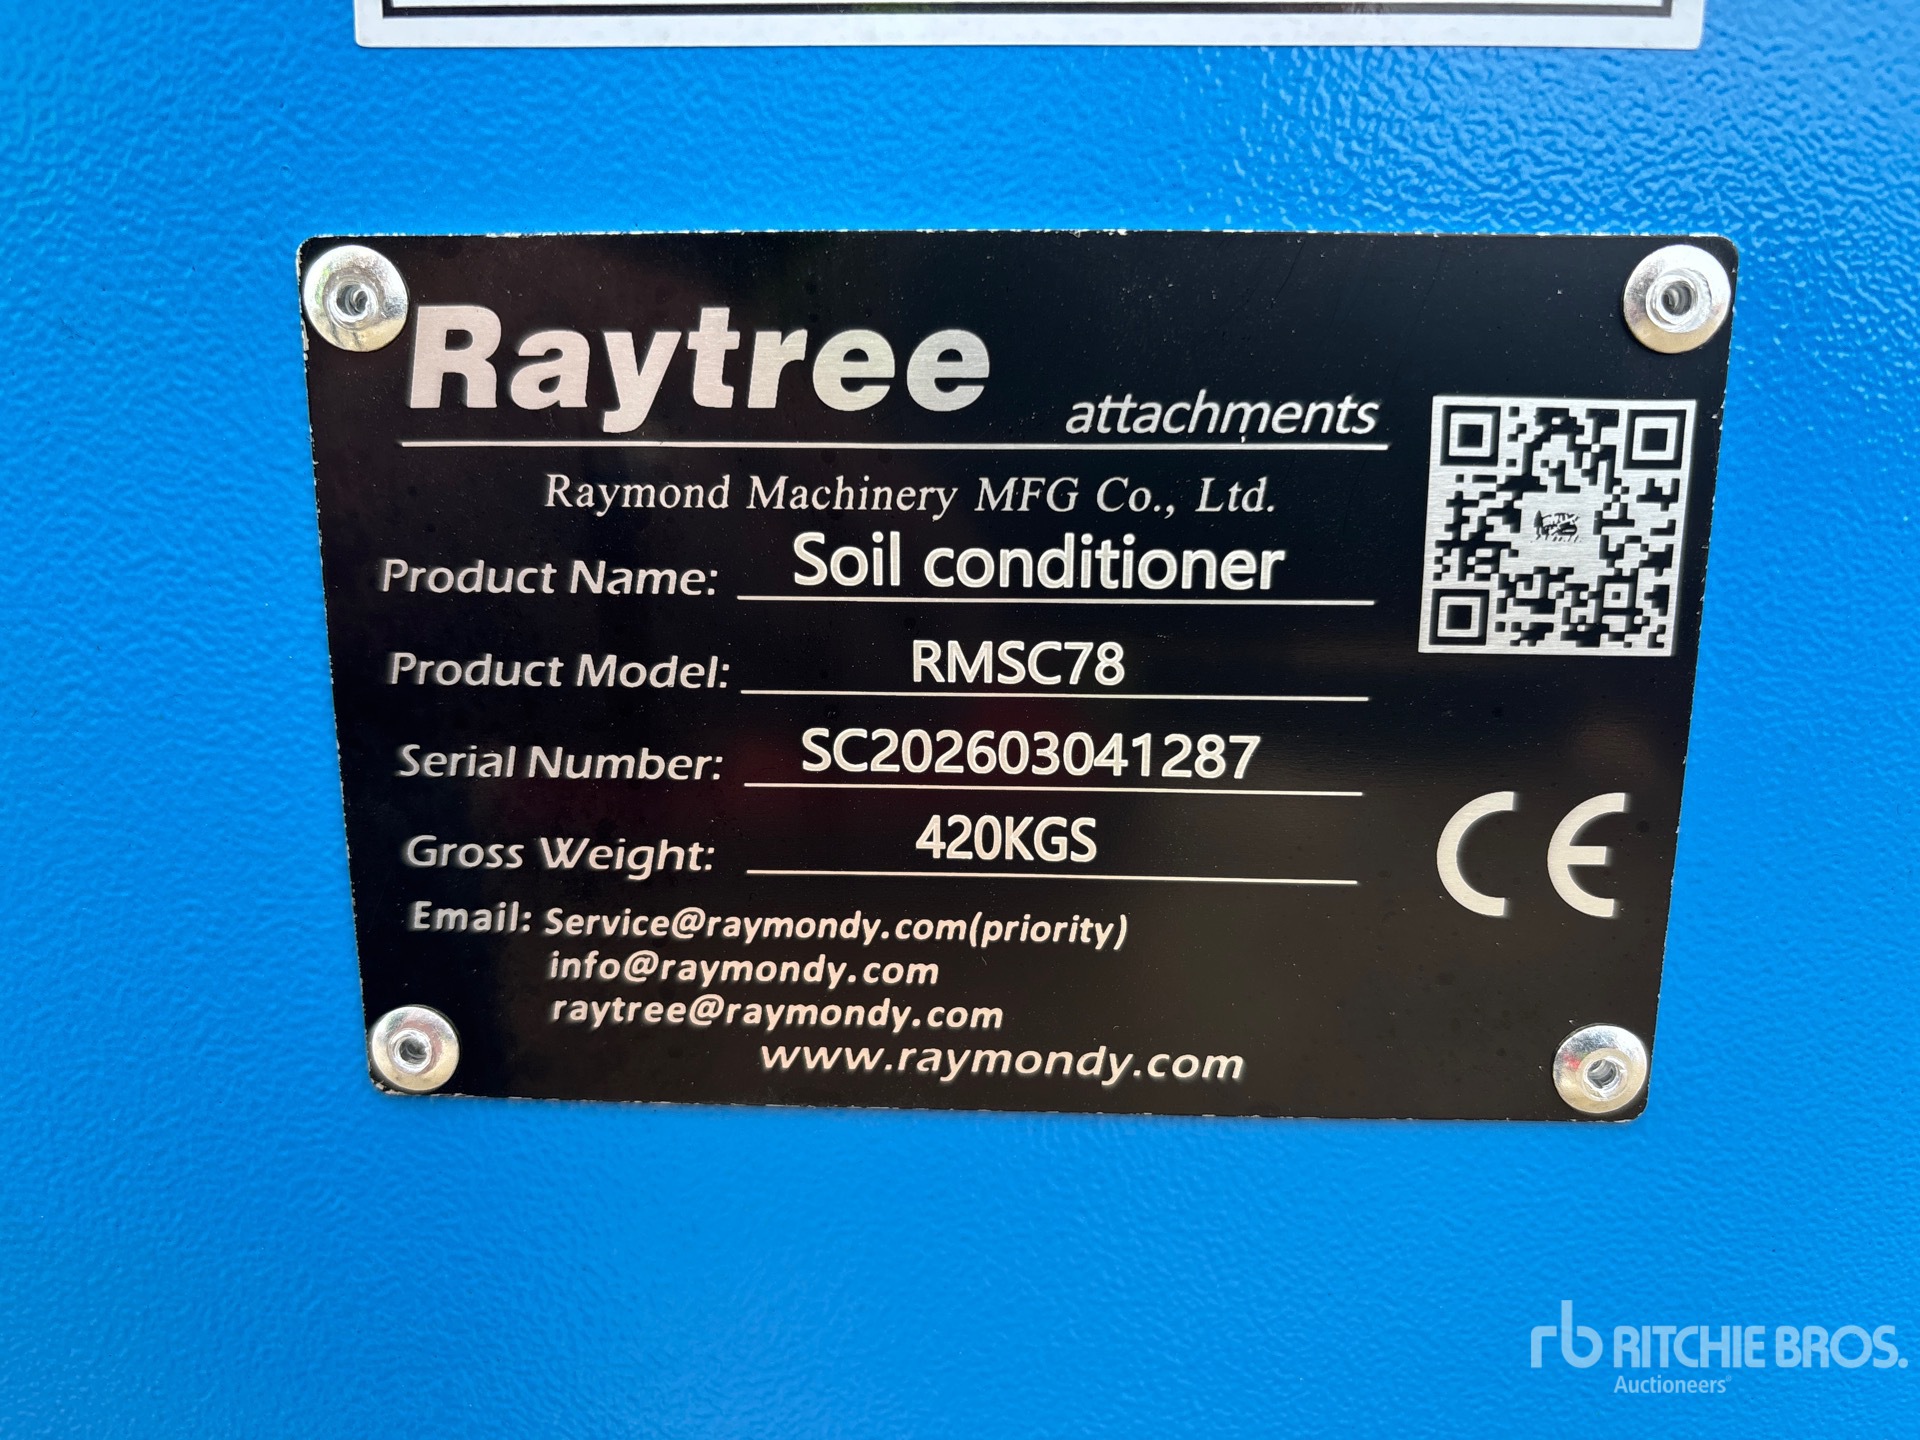 Raytree
attachments
Raymond Machinery MFG Co., Ltd.
Product Name: Soil conditioner
Product Model: RMSC78
Serial Number: SC202603041287
Gross Weight: 420KGS
Email: Service@raymondy.com(priority)
info@raymondy.com
raytree@raymondy.com
www.raymondy.com
CE
rb RITCHIE BROS.
Auctioneers